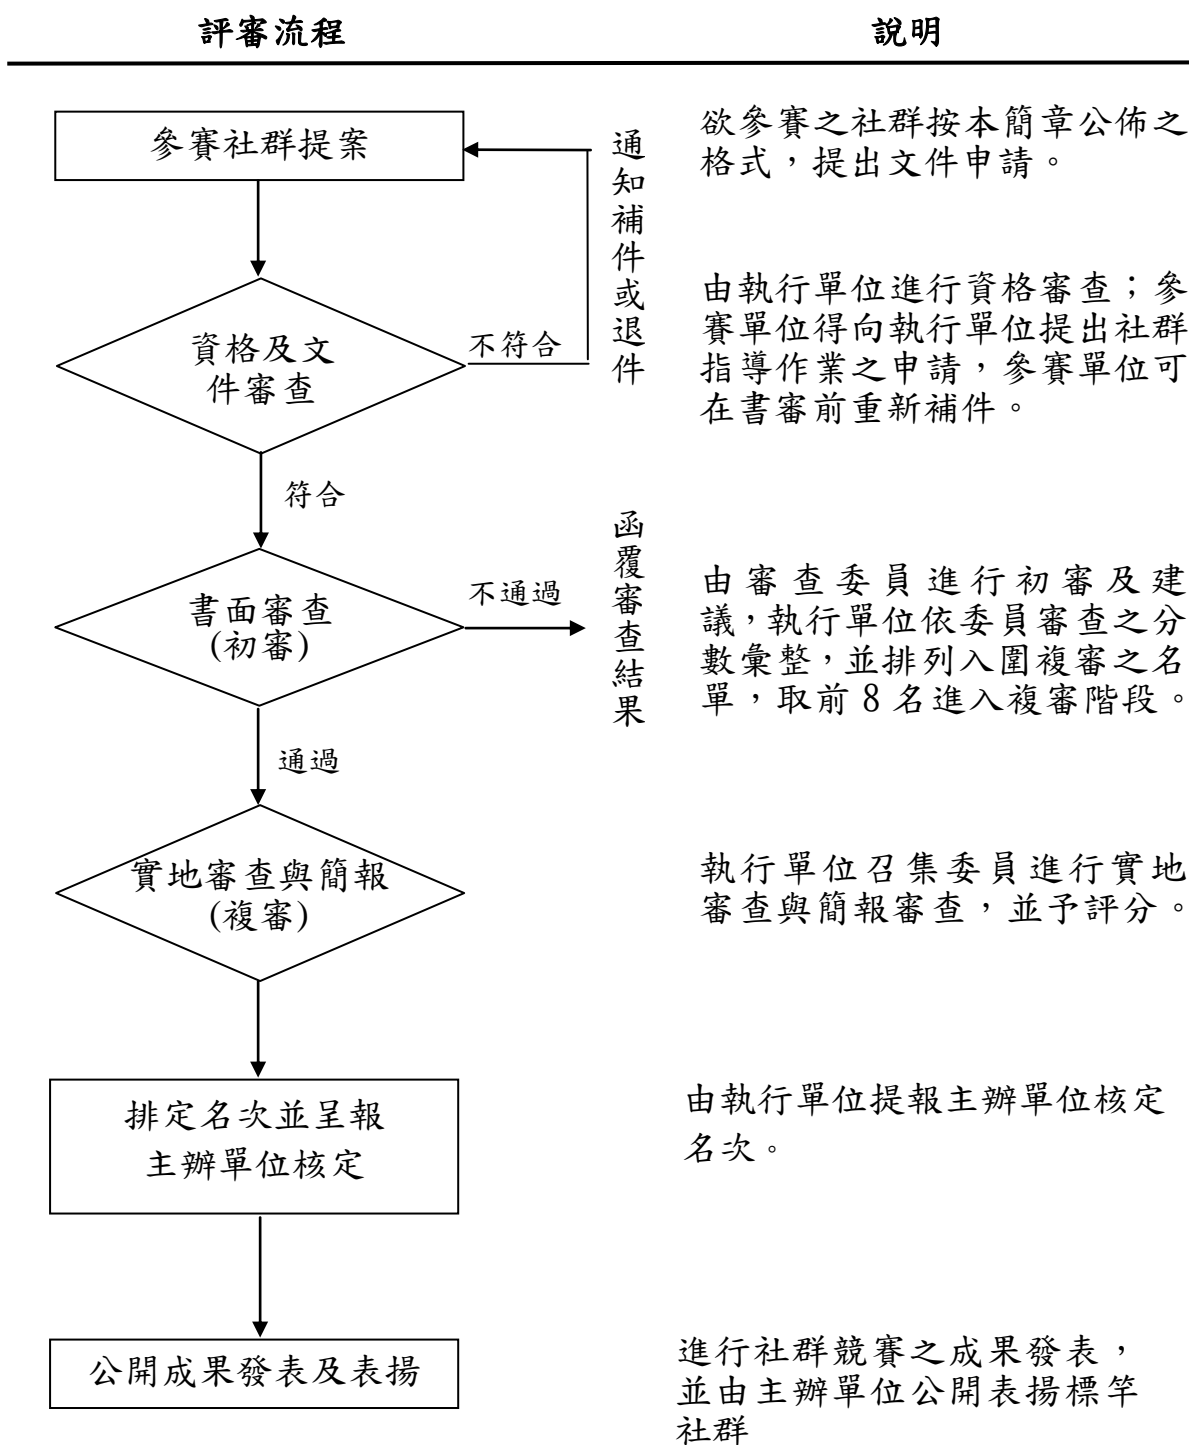 評審流程
說明
參賽社群提案
通知補件或退件
欲參賽之社群按本簡章公佈之
格式，提出文件申請。
資格及文
件審查
不符合
由執行單位進行資格審查；參
賽單位得向執行單位提出社群
指導作業之申請，參賽單位可
在書審前重新補件。
符合
書面審查
(初審)
不通過
函覆審查結果
由審查委員進行初審及建
議，執行單位依委員審查之分
數彙整，並排列入圍複審之名
單，取前8名進入複審階段。
通過
實地審查與簡報
(複審)
執行單位召集委員進行實地
審查與簡報審查，並予評分。
排定名次並呈報
主辦單位核定
由執行單位提報主辦單位核定
名次。
公開成果發表及表揚
進行社群競賽之成果發表，
並由主辦單位公開表揚標竿
社群